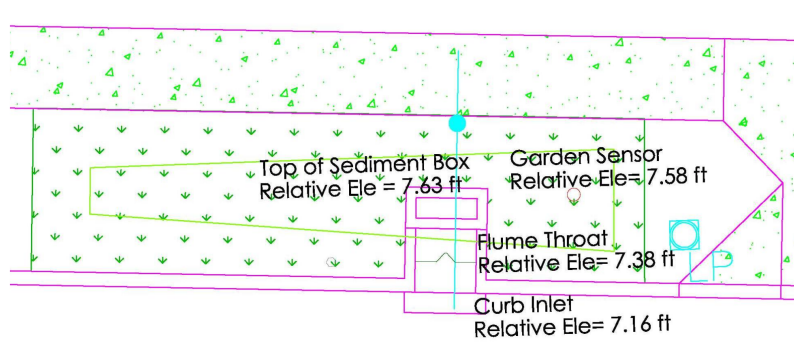 Top of Sediment Box
Relative Ele = 7.63 ft
Garden Sensor
Relative Ele= 7.58 ft
Flume Throat
Relative Ele= 7.38 ft
LP
Curb Inlet
Relative Ele= 7.16 ft